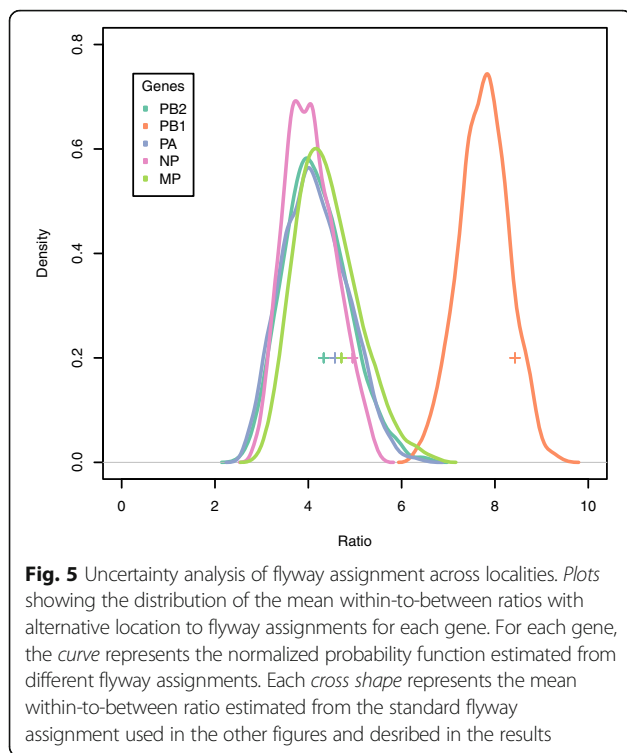 0.8
0.6
0.4
0.2
0.0
Density
Genes
PB2
PB1
PA
NP
MP
0
2
4
6
8
10
Ratio
Fig. 5 Uncertainty analysis of flyway assignment across localities. Plots
showing the distribution of the mean within-to-between ratios with
alternative location to flyway assignments for each gene. For each gene,
the curve represents the normalized probability function estimated from
different flyway assignments. Each cross shape represents the mean
within-to-between ratio estimated from the standard flyway
assignment used in the other figures and desribed in the results